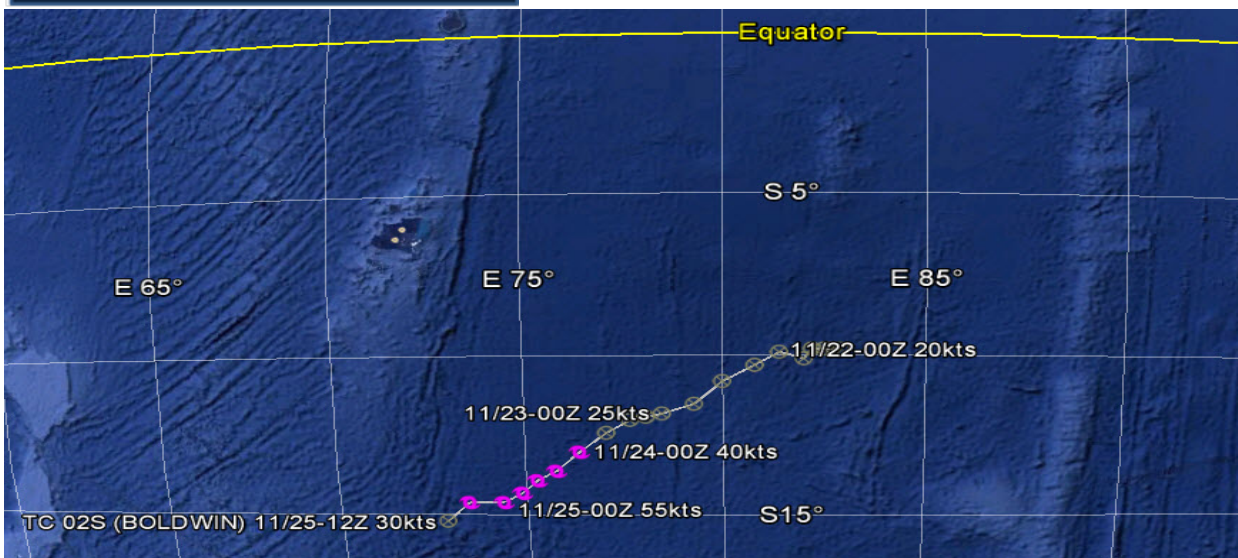 Equator
S 5°
E 65°
E 75°
E 85°
11/22-00Z 20kts
11/23-00Z 25kts
11/24-00Z 40kts
11/25-00Z 55kts
TC 02S (BOLDWIN) 11/25-12Z 30kts
S15°